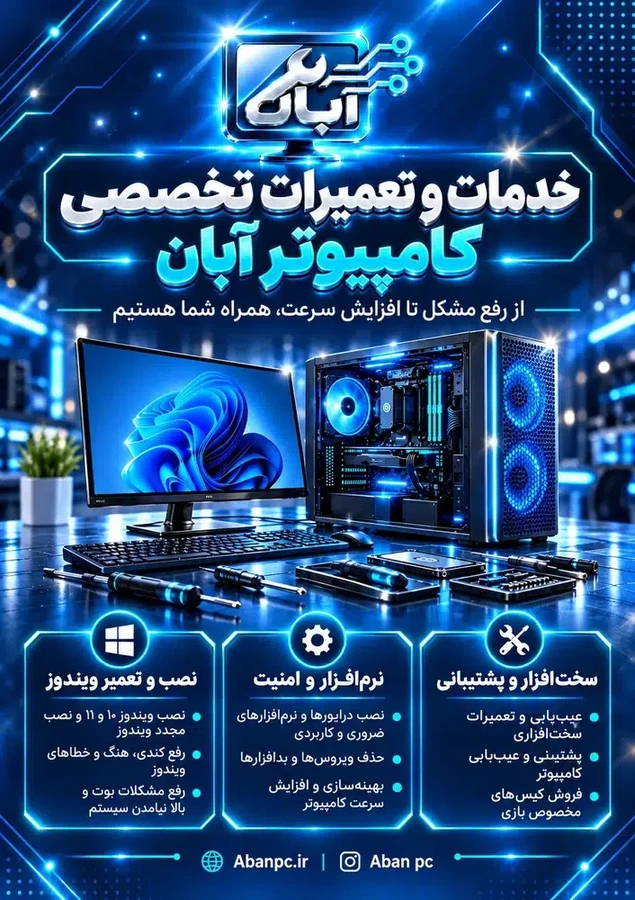 آبان
خدمات و تعمیرات تخصصی
کامپیوتر آبان
از رفع مشکل تا افزایش سرعت، همراه شما هستیم
سخت‌افزار و پشتیبانی
عیب‌یابی و تعمیرات
سخت‌افزاری
پشتیبنی و عیب‌یابی
کامپیوتر
فروش کیس‌های
مخصوص بازی
نرم‌افزار و امنیت
نصب درایورها و نرم‌افزارهای
ضروری و کاربردی
حذف ویروس‌ها و بدافزارها
بهینه‌سازی و افزایش
سرعت کامپیوتر
نصب و تعمیر ویندوز
نصب ویندوز ۱۰ و ۱۱ و نصب
مجدد ویندوز
رفع کندی، هنگ و خطاهای
ویندوز
رفع مشکلات بوت و
بالا نیامدن سیستم
Abanpc.ir | Aban pc